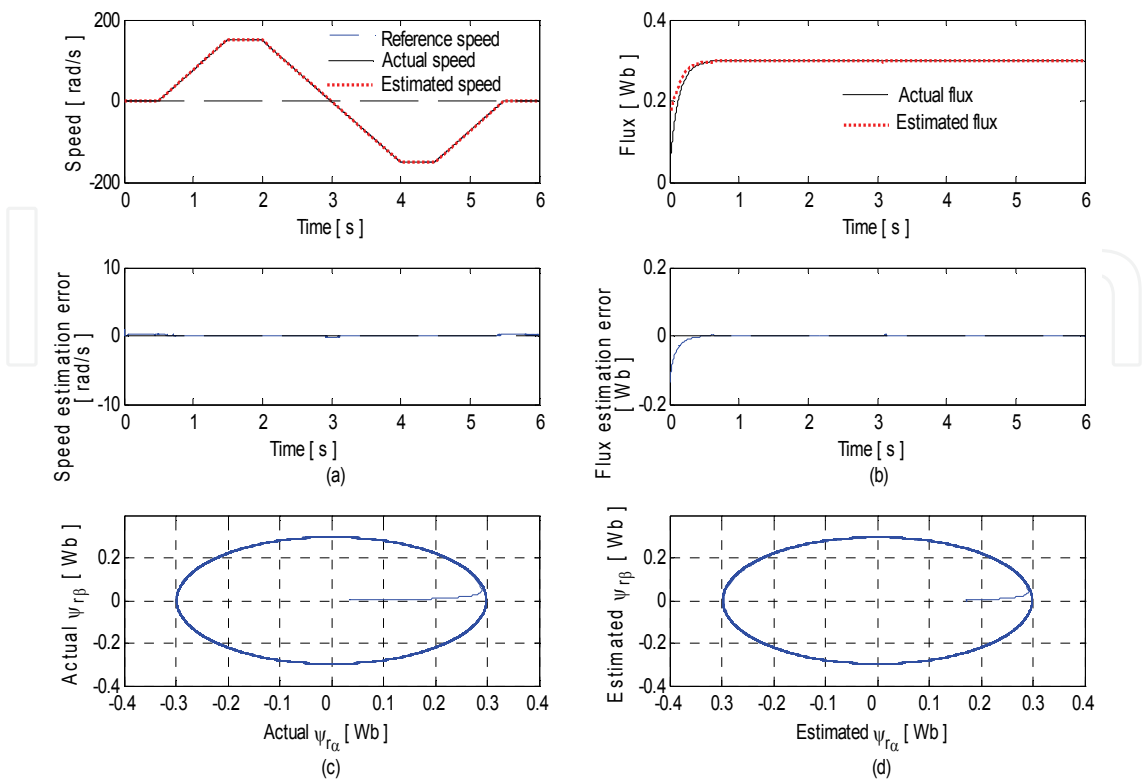 200
0
-200
Speed [ rad/s ]
Reference speed
Actual speed
Estimated speed
0 1 2 3 4 5 6
Time [ s ]
0.4
0.2
0
Flux [ Wb ]
Actual flux
Estimated flux
0 1 2 3 4 5 6
Time [ s ]
10
0
-10
Speed estimation error
[ rad/s ]
0 1 2 3 4 5 6
Time [ s ]
(a)
0.2
0
-0.2
Flux estimation error
[ Wb ]
0 1 2 3 4 5 6
Time [ s ]
(b)
0.2
0
-0.2
-0.4
Actual ψrβ [ Wb ]
-0.4 -0.3 -0.2 -0.1 0 0.1 0.2 0.3 0.4
Actual ψrα [ Wb ]
(c)
0.2
0
-0.2
-0.4
Estimated ψrβ [ Wb ]
-0.4 -0.3 -0.2 -0.1 0 0.1 0.2 0.3 0.4
Estimated ψrα [ Wb ]
(d)